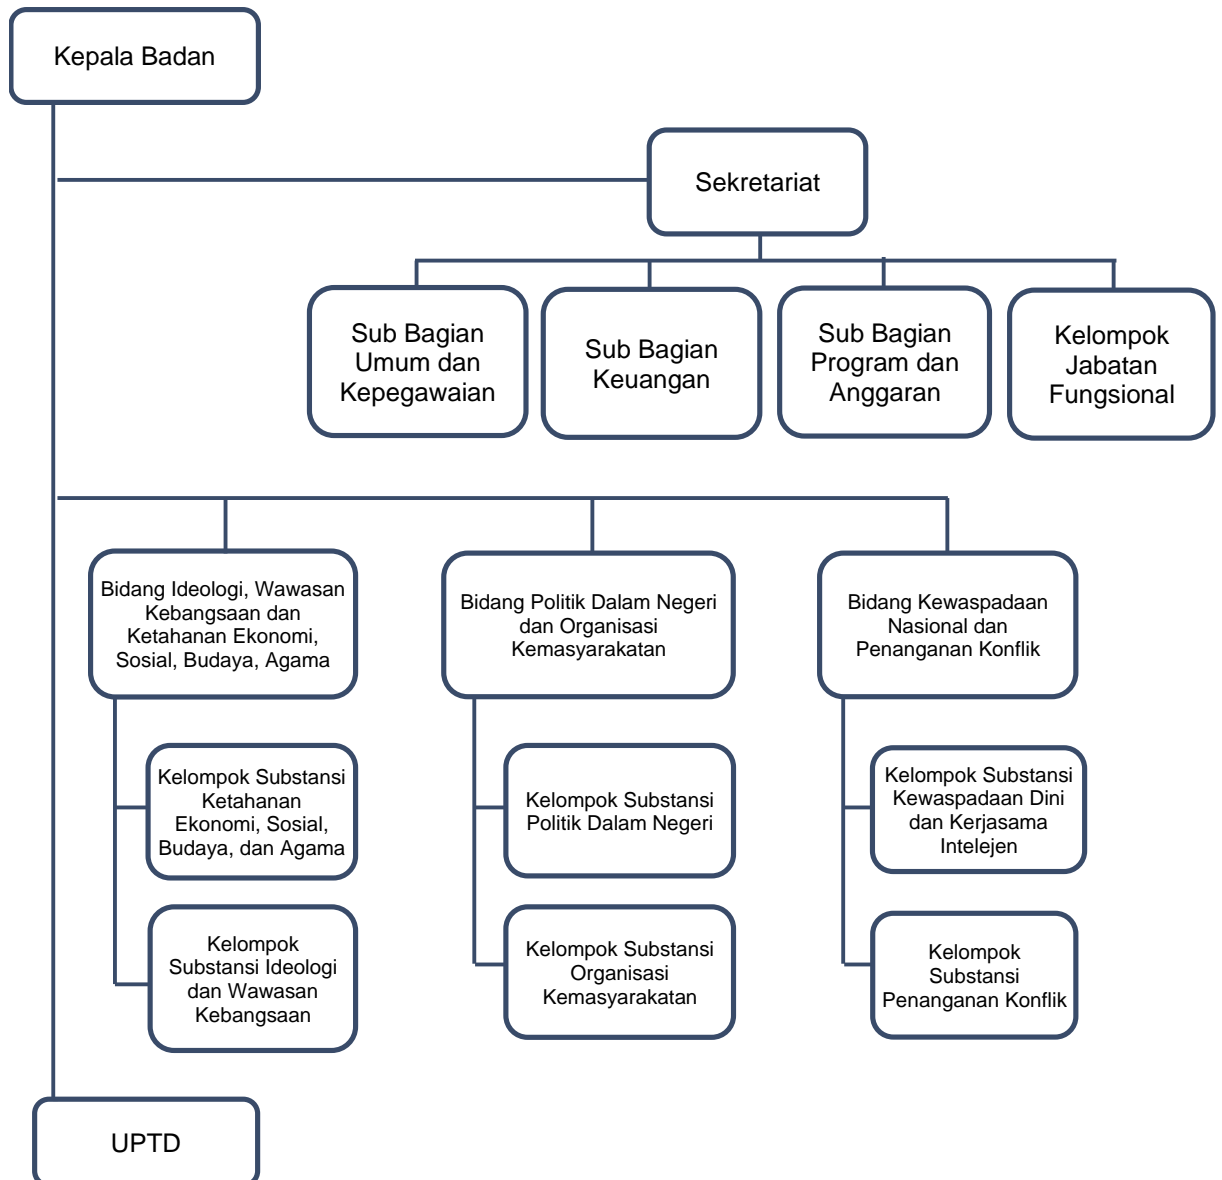 Kepala Badan
Sekretariat
Sub Bagian
Umum dan
Kepegawaian
Sub Bagian
Keuangan
Sub Bagian
Program dan
Anggaran
Kelompok
Jabatan
Fungsional
Bidang Ideologi, Wawasan
Kebangsaan dan
Ketahanan Ekonomi,
Sosial, Budaya, Agama
Bidang Politik Dalam Negeri
dan Organisasi
Kemasyarakatan
Bidang Kewaspadaan
Nasional dan
Penanganan Konflik
Kelompok Substansi
Ketahanan
Ekonomi, Sosial,
Budaya, dan Agama
Kelompok Substansi
Politik Dalam Negeri
Kelompok Substansi
Kewaspadaan Dini
dan Kerjasama
Intelejen
Kelompok
Substansi Ideologi
dan Wawasan
Kebangsaan
Kelompok Substansi
Organisasi
Kemasyarakatan
Kelompok
Substansi
Penanganan Konflik
UPTD